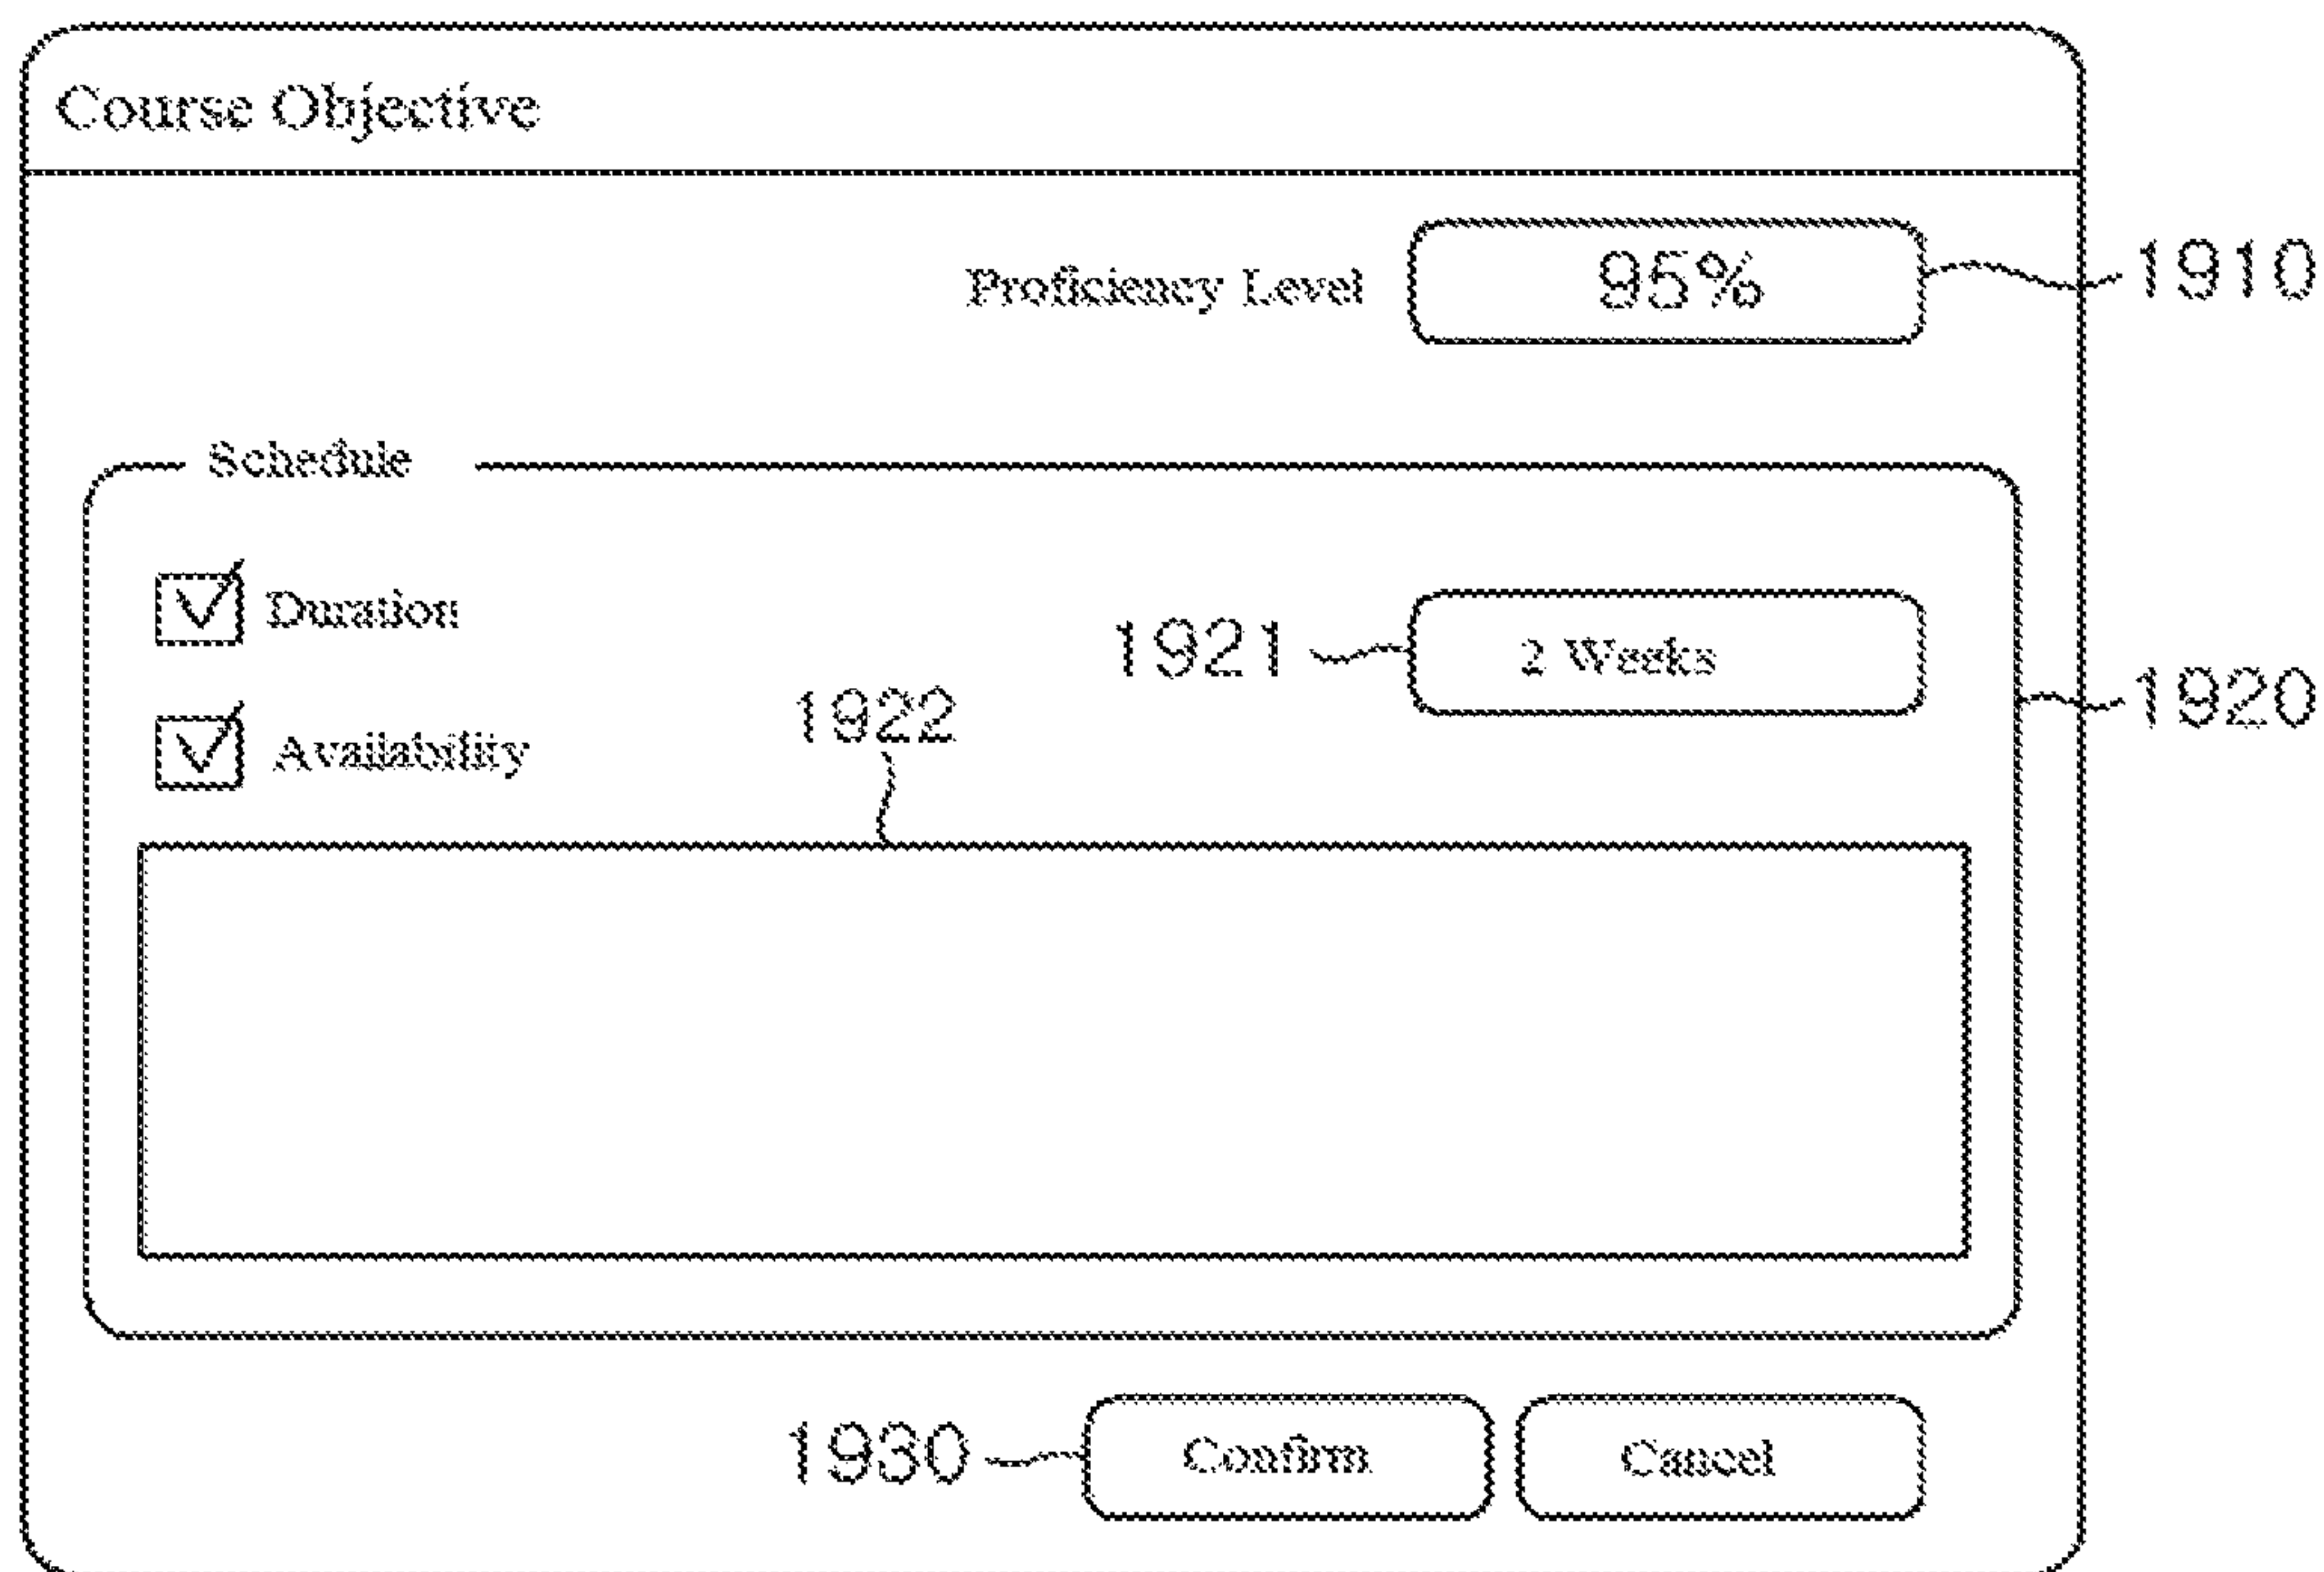 Course Objective
Proficiency Level 95% 1910
Schedule
Duration
1921 2 Weeks
1920
1922
Availability
1930 Confirm Cancel